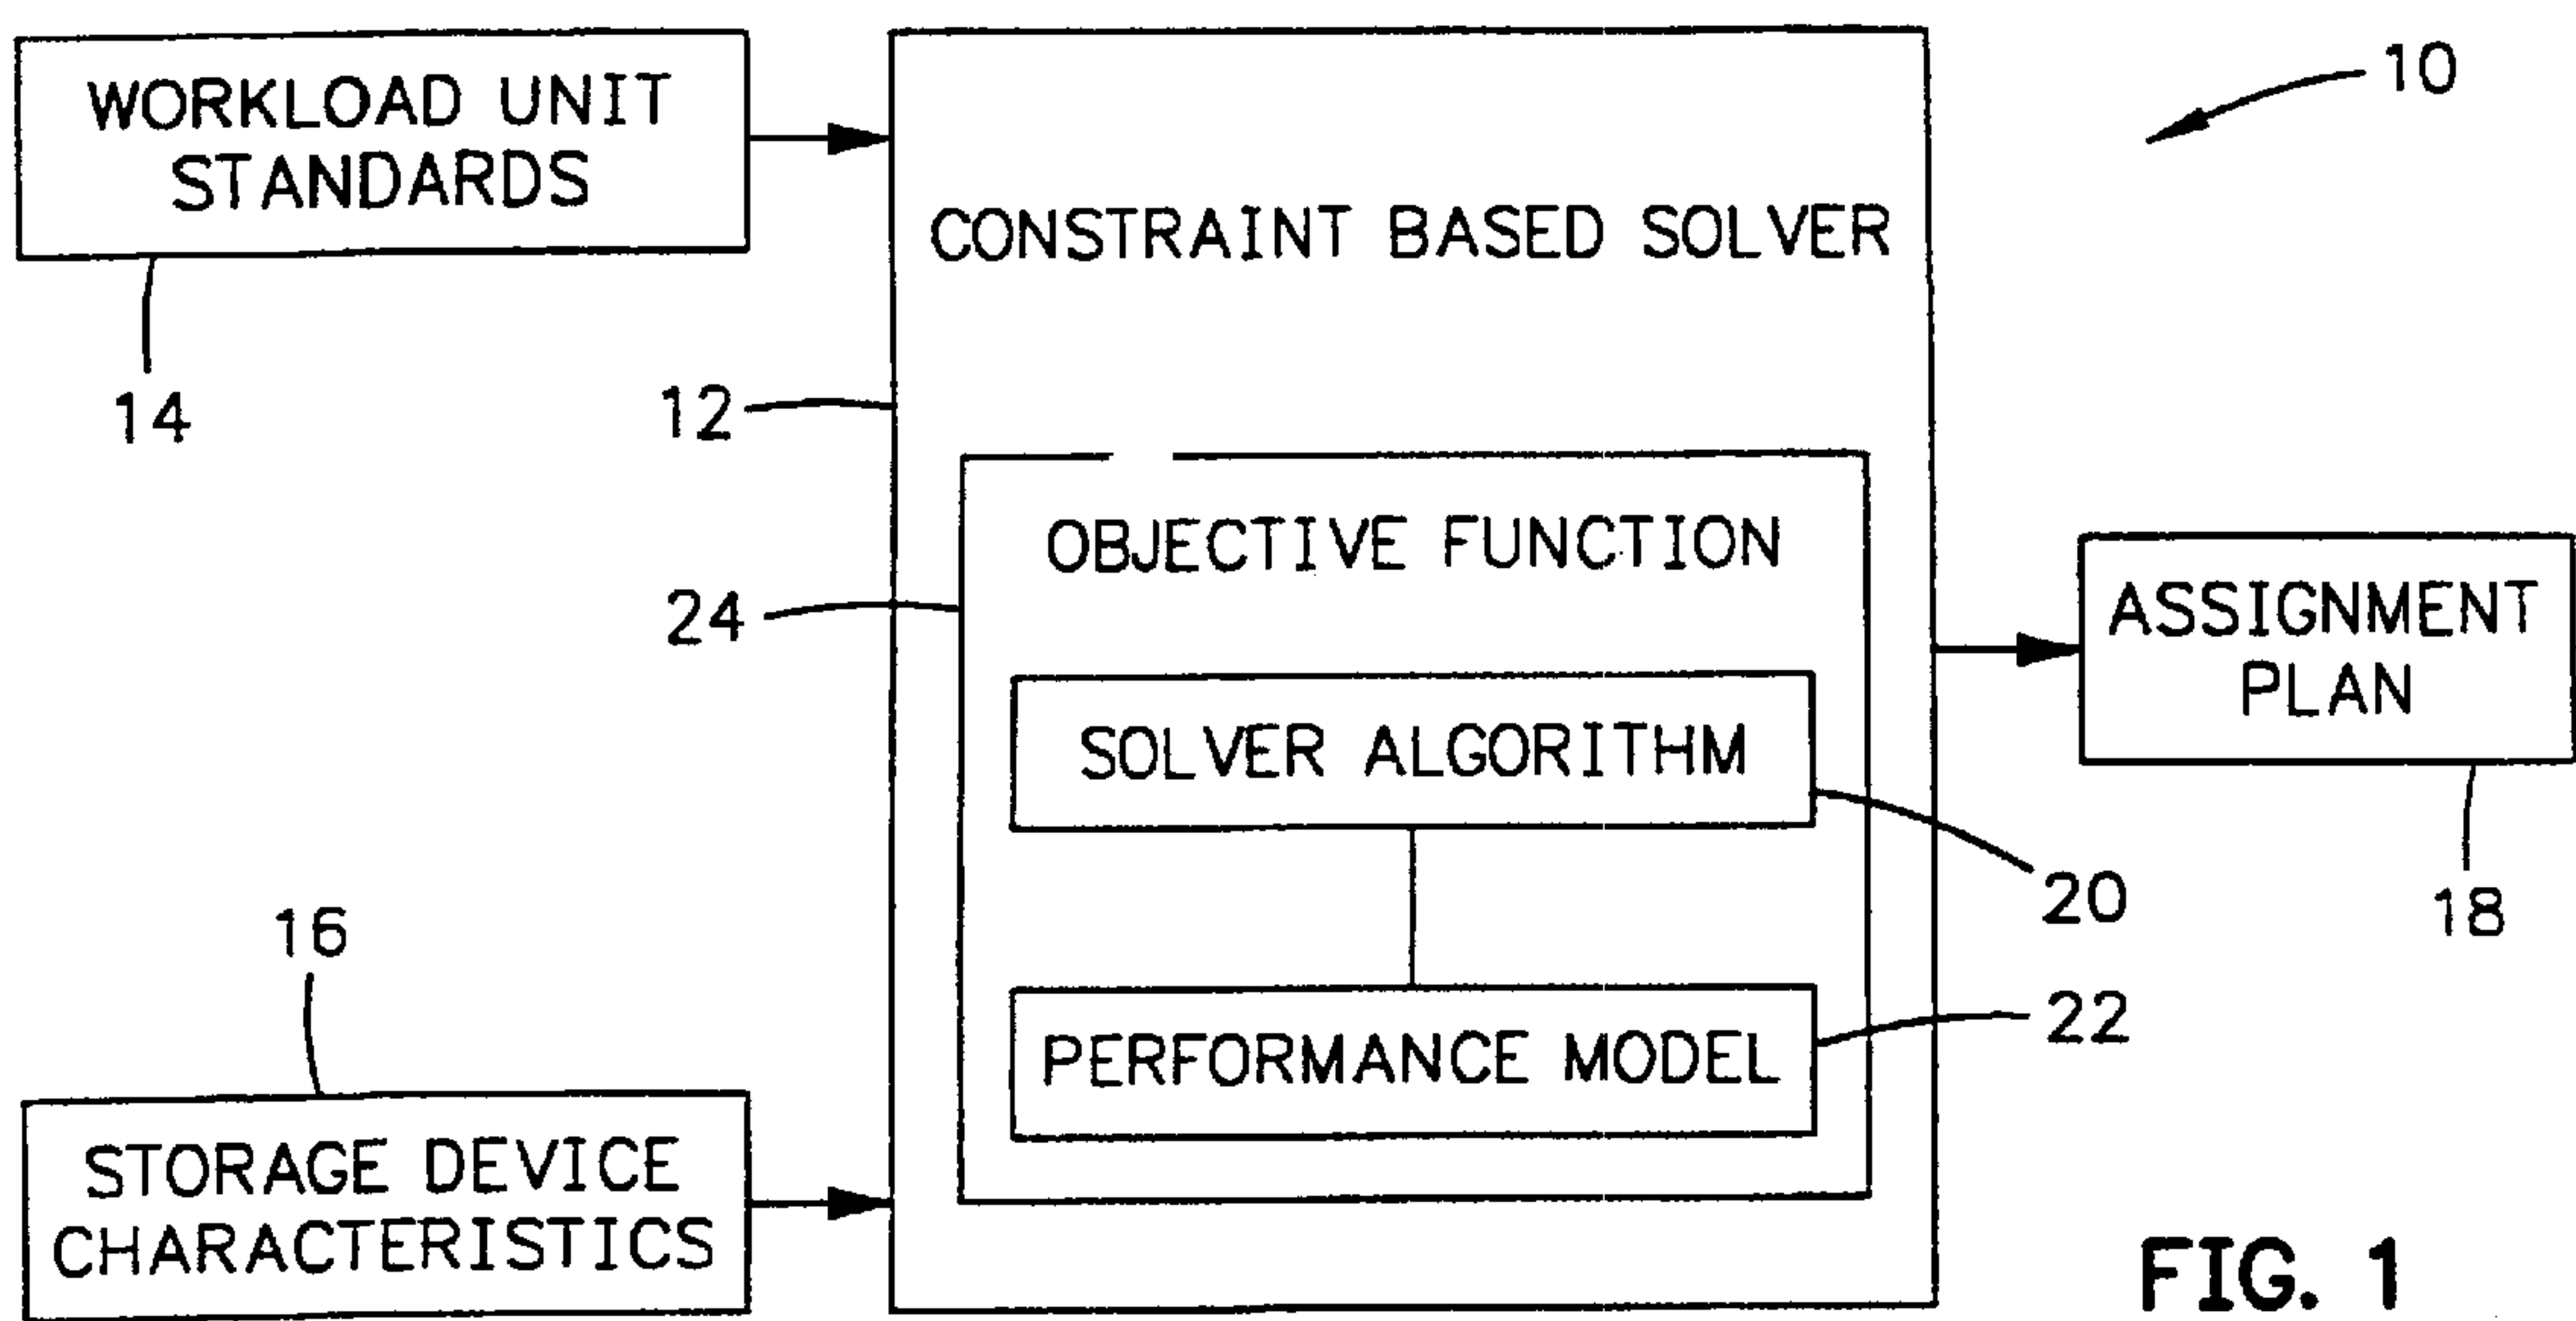 WORKLOAD UNIT
STANDARDS
14
10
CONSTRAINT BASED SOLVER
12
OBJECTIVE FUNCTION
24
SOLVER ALGORITHM
20
PERFORMANCE MODEL
22
ASSIGNMENT
PLAN
18
16
STORAGE DEVICE
CHARACTERISTICS
FIG. 1